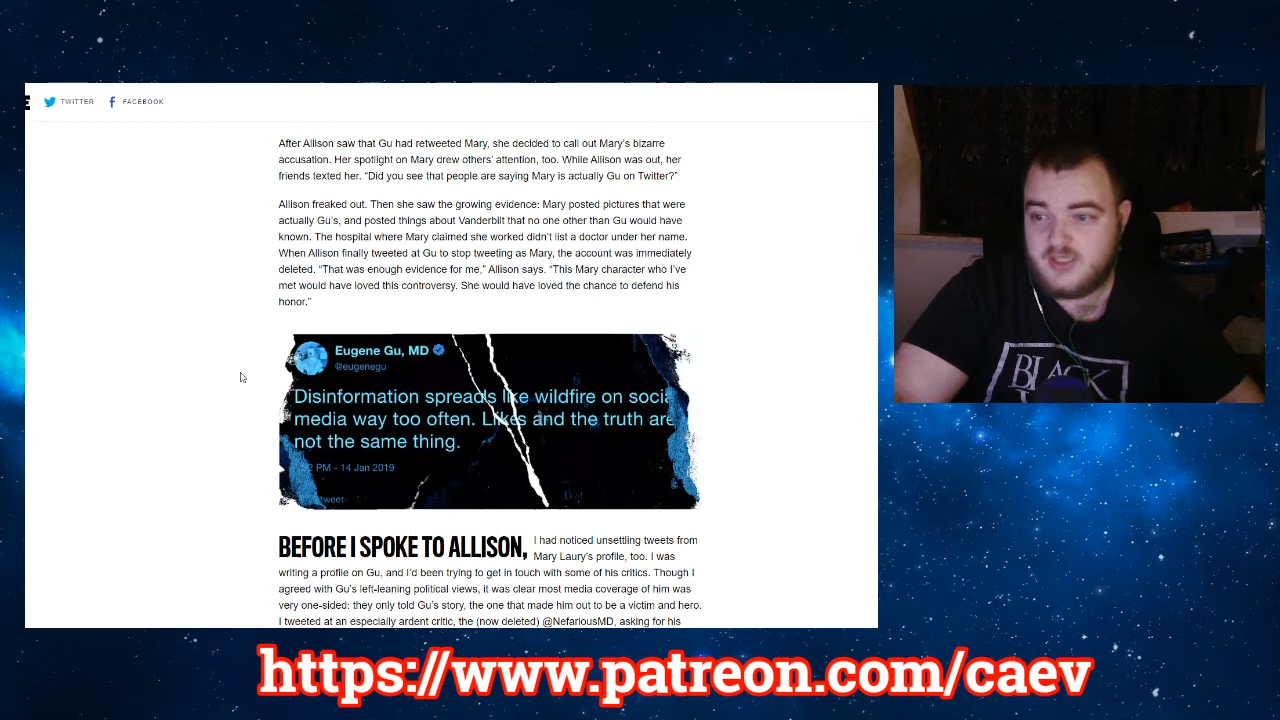 TWITTER FACEBOOK
After Allison saw that Gu had retweeted Mary, she decided to call out Mary's bizarre
accusation. Her spotlight on Mary drew others' attention, too. While Allison was out, her
friends texted her. “Did you see that people are saying Mary is actually Gu on Twitter?”
Allison freaked out. Then she saw the growing evidence: Mary posted pictures that were
actually Gu's, and posted things about Vanderbilt that no one other than Gu would have
known. The hospital where Mary claimed she worked didn't list a doctor under her name.
When Allison finally tweeted at Gu to stop tweeting as Mary, the account was immediately
deleted. “That was enough evidence for me,” Allison says. “This Mary character who I've
met would have loved this controversy. She would have loved the chance to defend his
honor.”
Eugene Gu, MD
@eugenegu
Disinformation spreads like wildfire on social
media way too often. Likes and the truth are
not the same thing.
2 PM - 14 Jan 2019
BEFORE I SPOKE TO ALLISON, I had noticed unsettling tweets from
Mary Laury's profile, too. I was
writing a profile on Gu, and I'd been trying to get in touch with some of his critics. Though I
agreed with Gu's left-leaning political views, it was clear most media coverage of him was
very one-sided: they only told Gu's story, the one that made him out to be a victim and hero.
I tweeted at an especially ardent critic, the (now deleted) @NefariousMD, asking for his
BLACK
https://www.patreon.com/caev